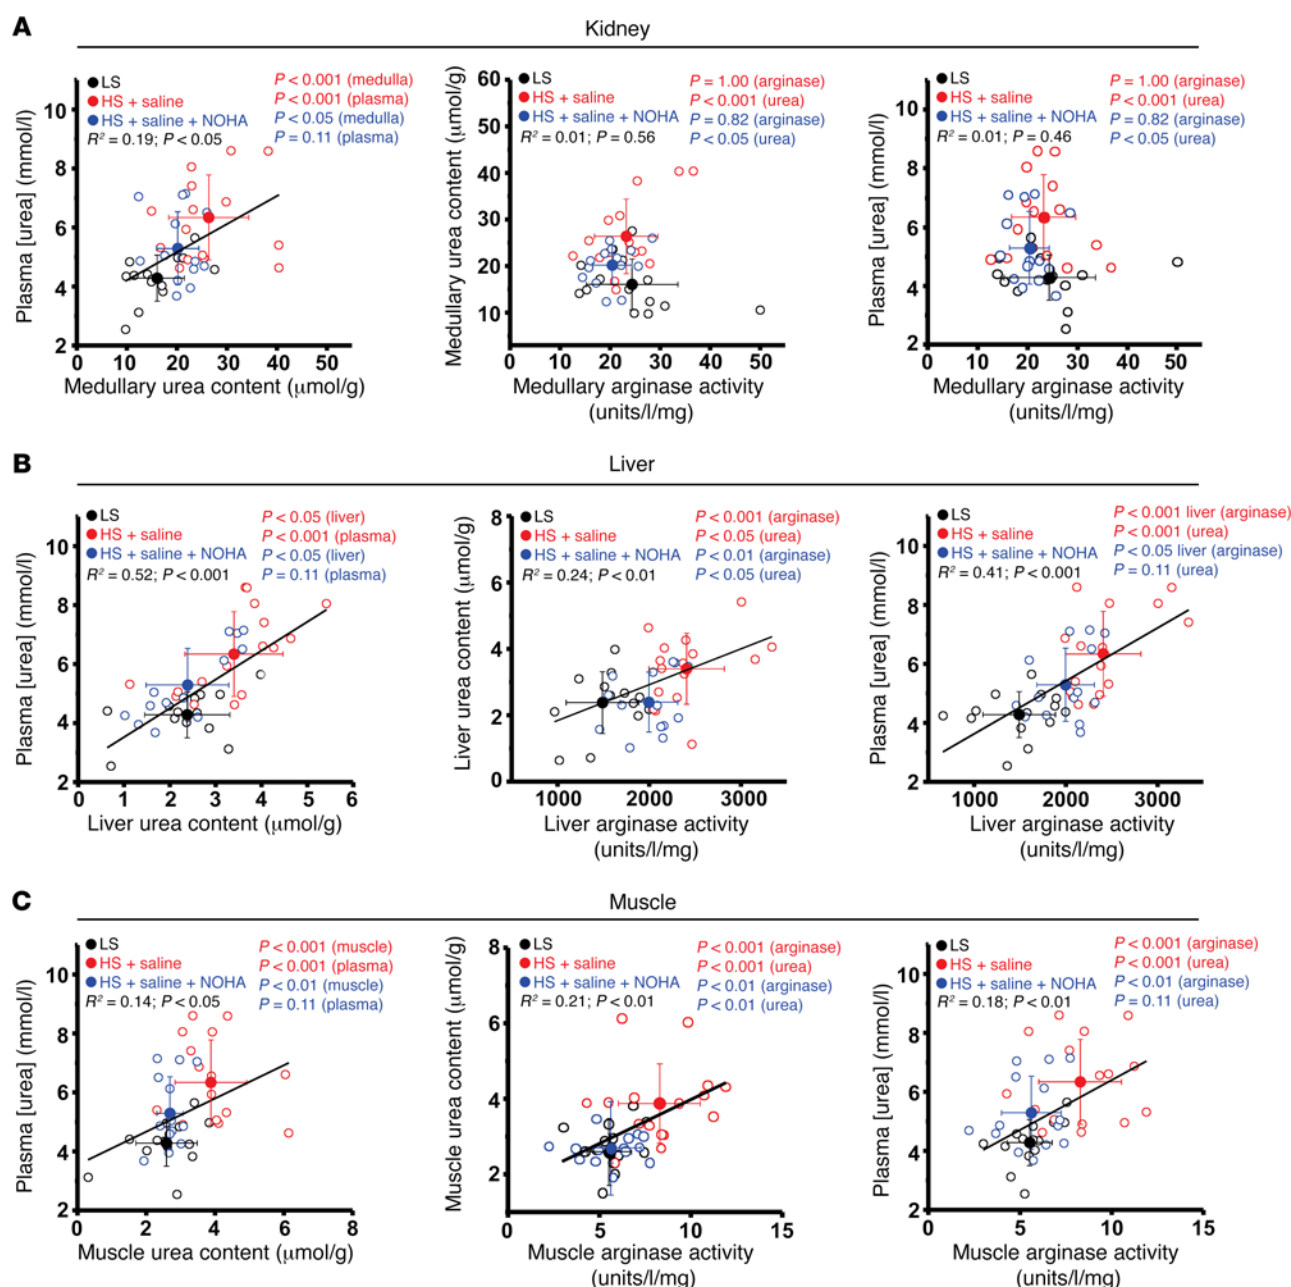 A
Kidney
LS
HS + saline
HS + saline + NOHA
R² = 0.19; P < 0.05
P < 0.001 (medulla)
P < 0.001 (plasma)
P < 0.05 (medulla)
P = 0.11 (plasma)
Plasma [urea] (mmol/l)
10
8
6
4
2
0 10 20 30 40 50
Medullary urea content (μmol/g)
LS
HS + saline
HS + saline + NOHA
R² = 0.01; P = 0.56
P = 1.00 (arginase)
P < 0.001 (urea)
P = 0.82 (arginase)
P < 0.05 (urea)
Medullary urea content (μmol/g)
60
50
40
30
20
10
0 10 20 30 40 50
Medullary arginase activity
(units/l/mg)
LS
HS + saline
HS + saline + NOHA
R² = 0.01; P = 0.46
P = 1.00 (arginase)
P < 0.001 (urea)
P = 0.82 (arginase)
P < 0.05 (urea)
Plasma [urea] (mmol/l)
10
8
6
4
2
0 10 20 30 40 50
Medullary arginase activity
(units/l/mg)
B
Liver
LS
HS + saline
HS + saline + NOHA
R² = 0.52; P < 0.001
P < 0.05 (liver)
P < 0.001 (plasma)
P < 0.05 (liver)
P = 0.11 (plasma)
Plasma [urea] (mmol/l)
10
8
6
4
2
0 1 2 3 4 5 6
Liver urea content (μmol/g)
LS
HS + saline
HS + saline + NOHA
R² = 0.24; P < 0.01
P < 0.001 (arginase)
P < 0.05 (urea)
P < 0.01 (arginase)
P < 0.05 (urea)
Liver urea content (μmol/g)
8
6
4
2
0
1000 2000 3000
Liver arginase activity
(units/l/mg)
LS
HS + saline
HS + saline + NOHA
R² = 0.41; P < 0.001
P < 0.001 liver (arginase)
P < 0.001 (urea)
P < 0.05 liver (arginase)
P = 0.11 (urea)
Plasma [urea] (mmol/l)
10
8
6
4
2
1000 2000 3000
Liver arginase activity
(units/l/mg)
C
Muscle
LS
HS + saline
HS + saline + NOHA
R² = 0.14; P < 0.05
P < 0.001 (muscle)
P < 0.001 (plasma)
P < 0.01 (muscle)
P = 0.11 (plasma)
Plasma [urea] (mmol/l)
10
8
6
4
2
0 2 4 6 8
Muscle urea content (μmol/g)
LS
HS + saline
HS + saline + NOHA
R² = 0.21; P < 0.01
P < 0.001 (arginase)
P < 0.001 (urea)
P < 0.01 (arginase)
P < 0.01 (urea)
Muscle urea content (μmol/g)
8
6
4
2
0 5 10 15
Muscle arginase activity
(units/l/mg)
LS
HS + saline
HS + saline + NOHA
R² = 0.18; P < 0.01
P < 0.001 (arginase)
P < 0.001 (urea)
P < 0.01 (arginase)
P = 0.11 (urea)
Plasma [urea] (mmol/l)
10
8
6
4
2
0 5 10 15
Muscle arginase activity
(units/l/mg)